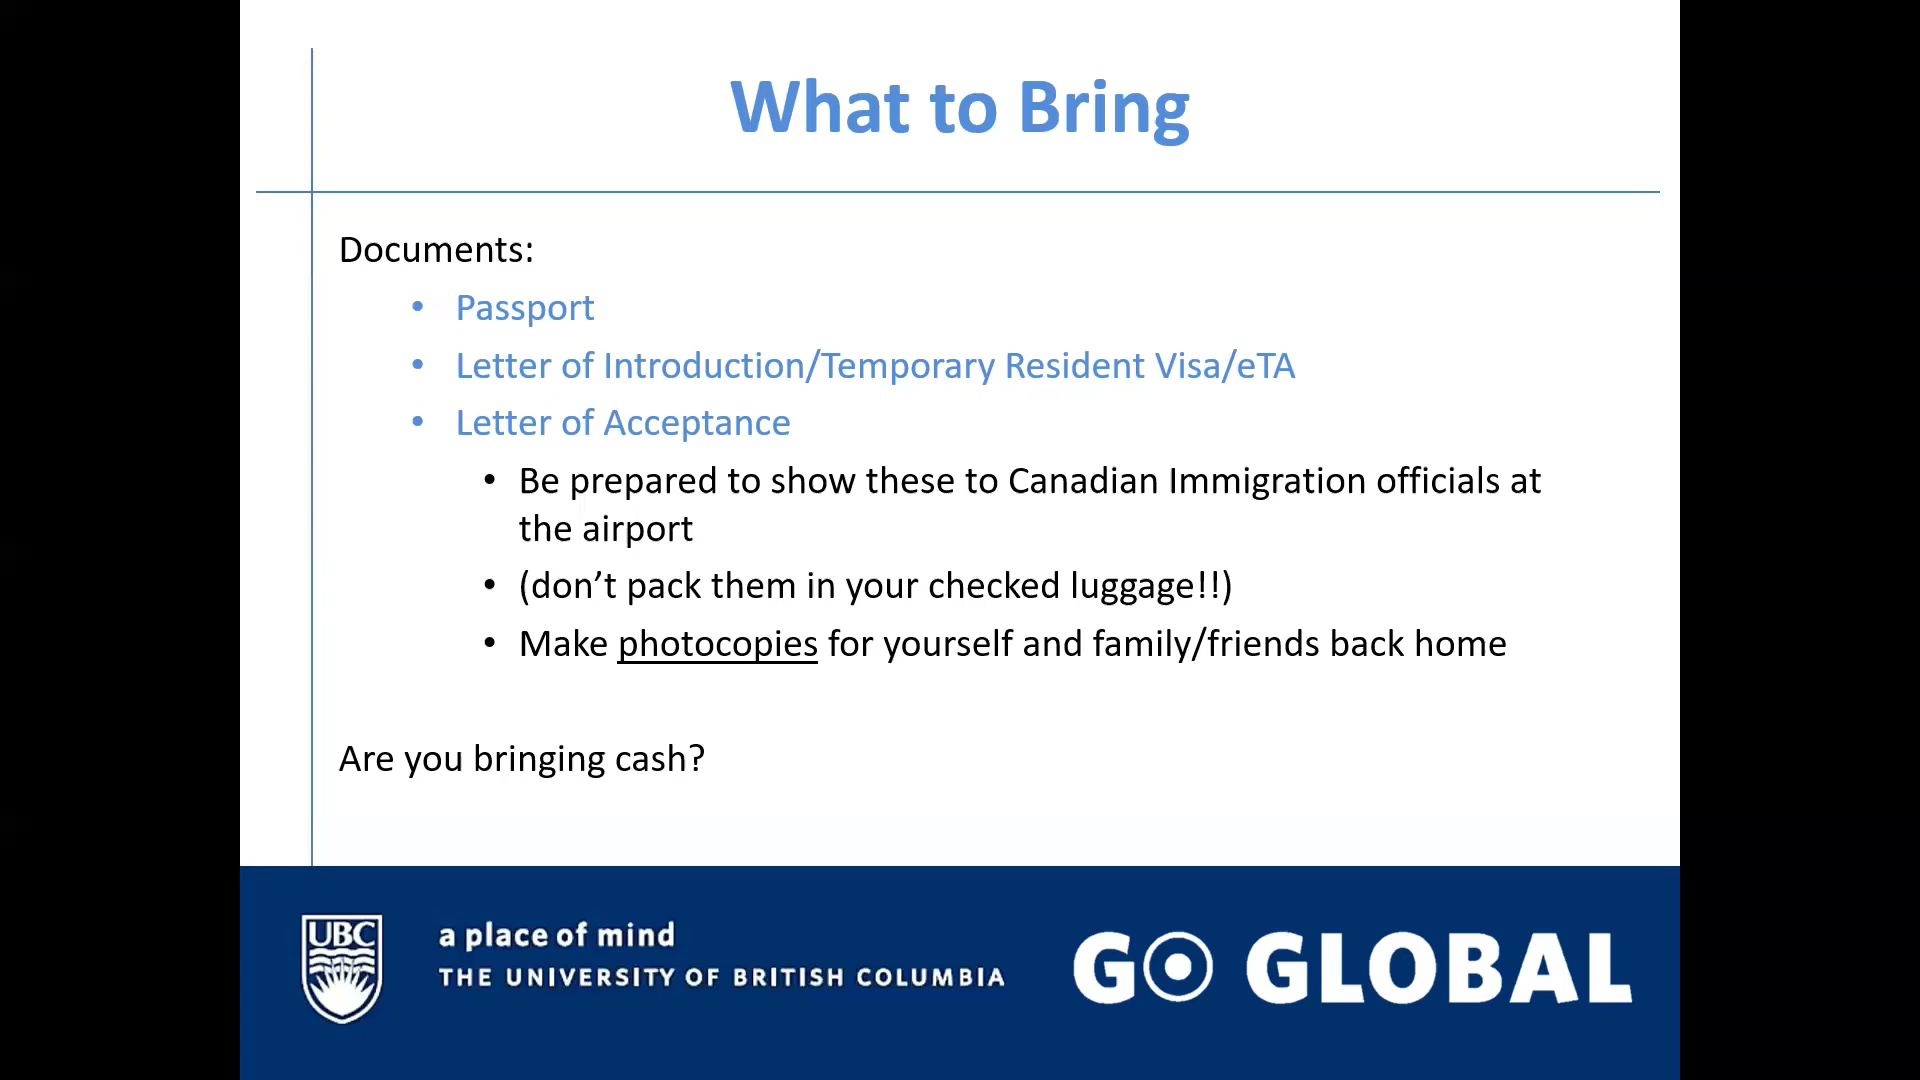 What to Bring
Documents:
• Passport
• Letter of Introduction/Temporary Resident Visa/eTA
• Letter of Acceptance
• Be prepared to show these to Canadian Immigration officials at
the airport
• (don’t pack them in your checked luggage!!)
• Make photocopies for yourself and family/friends back home
Are you bringing cash?
UBC
a place of mind
THE UNIVERSITY OF BRITISH COLUMBIA
GO GLOBAL